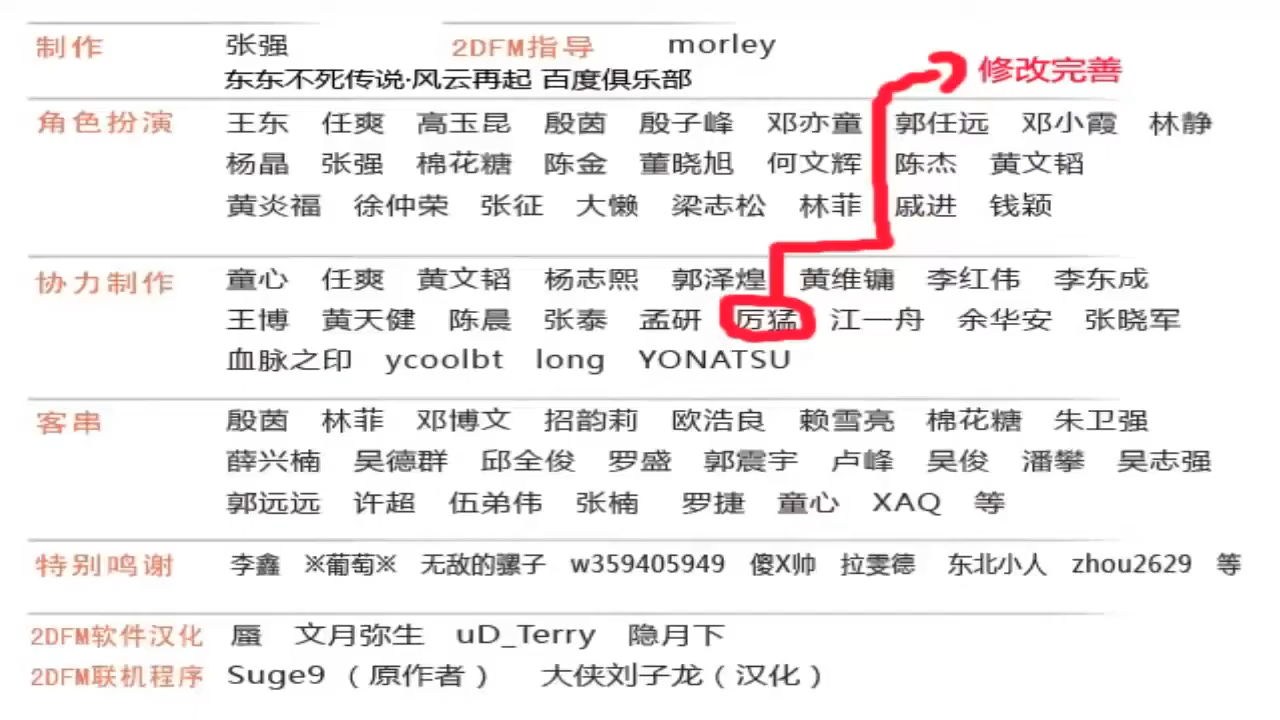 制作 张强 2DFM指导 morley
东东不死传说·风云再起 百度俱乐部
修改完善
角色扮演 王东 任爽 高玉昆 殷茵 殷子峰 邓亦童 郭任远 邓小霞 林静
杨晶 张强 棉花糖 陈金 董晓旭 何文辉 陈杰 黄文韬
黄炎福 徐仲荣 张征 大懒 梁志松 林菲 戚进 钱颖
协力制作 童心 任爽 黄文韬 杨志熙 郭泽煌 黄维镛 李红伟 李东成
王博 黄天健 陈晨 张泰 孟研 厉猛 江一舟 余华安 张晓军
血脉之印 ycoolbt long YONATSU
客串 殷茵 林菲 邓博文 招韵莉 欧浩良 赖雪亮 棉花糖 朱卫强
薛兴楠 吴德群 邱全俊 罗盛 郭震宇 卢峰 吴俊 潘攀 吴志强
郭远远 许超 伍弟伟 张楠 罗捷 童心 XAQ 等
特别鸣谢 李鑫 ※葡萄※ 无敌的骡子 w359405949 傻X帅 拉雯德 东北小人 zhou2629 等
2DFM软件汉化 蜃 文月弥生 uD_Terry 隐月下
2DFM联机程序 Suge9（原作者） 大侠刘子龙（汉化）